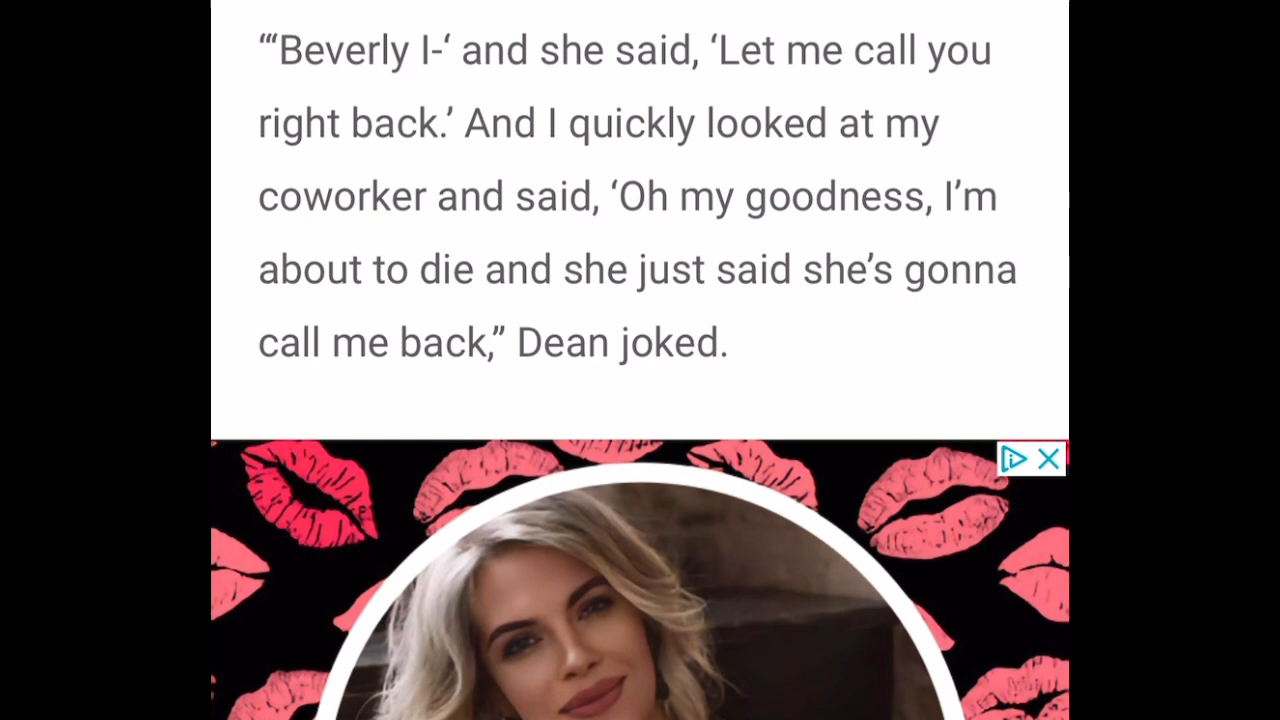 “‘Beverly I-‘ and she said, ‘Let me call you
right back.’ And I quickly looked at my
coworker and said, ‘Oh my goodness, I’m
about to die and she just said she’s gonna
call me back,” Dean joked.